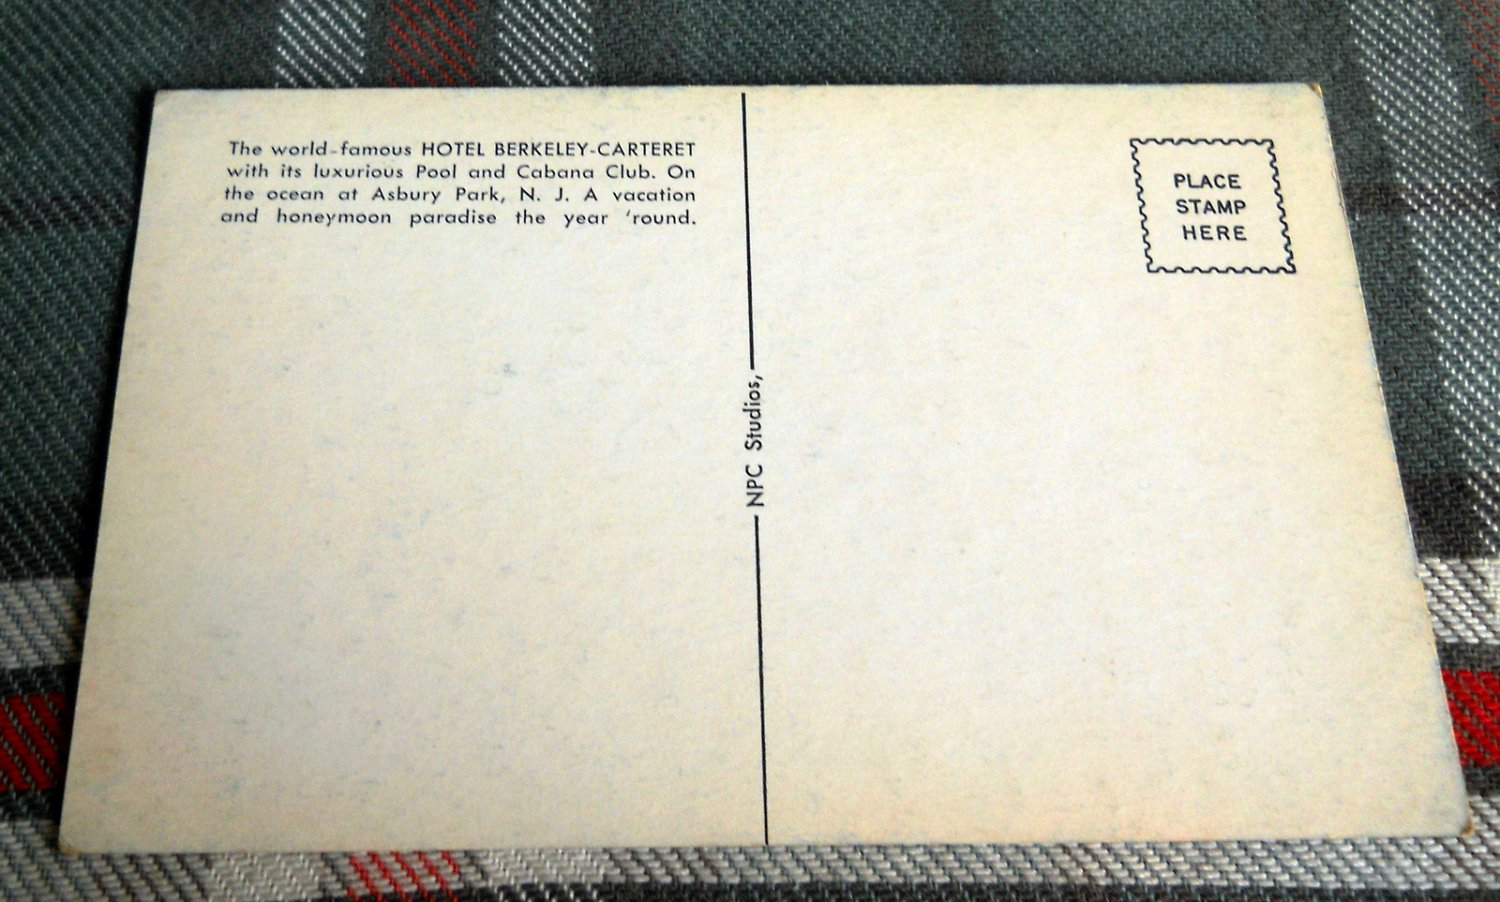 The world-famous HOTEL BERKELEY-CARTERET
with its luxurious Pool and Cabana Club. On
the ocean at Asbury Park, N. J. A vacation
and honeymoon paradise the year 'round.
NPC Studios,
PLACE
STAMP
HERE